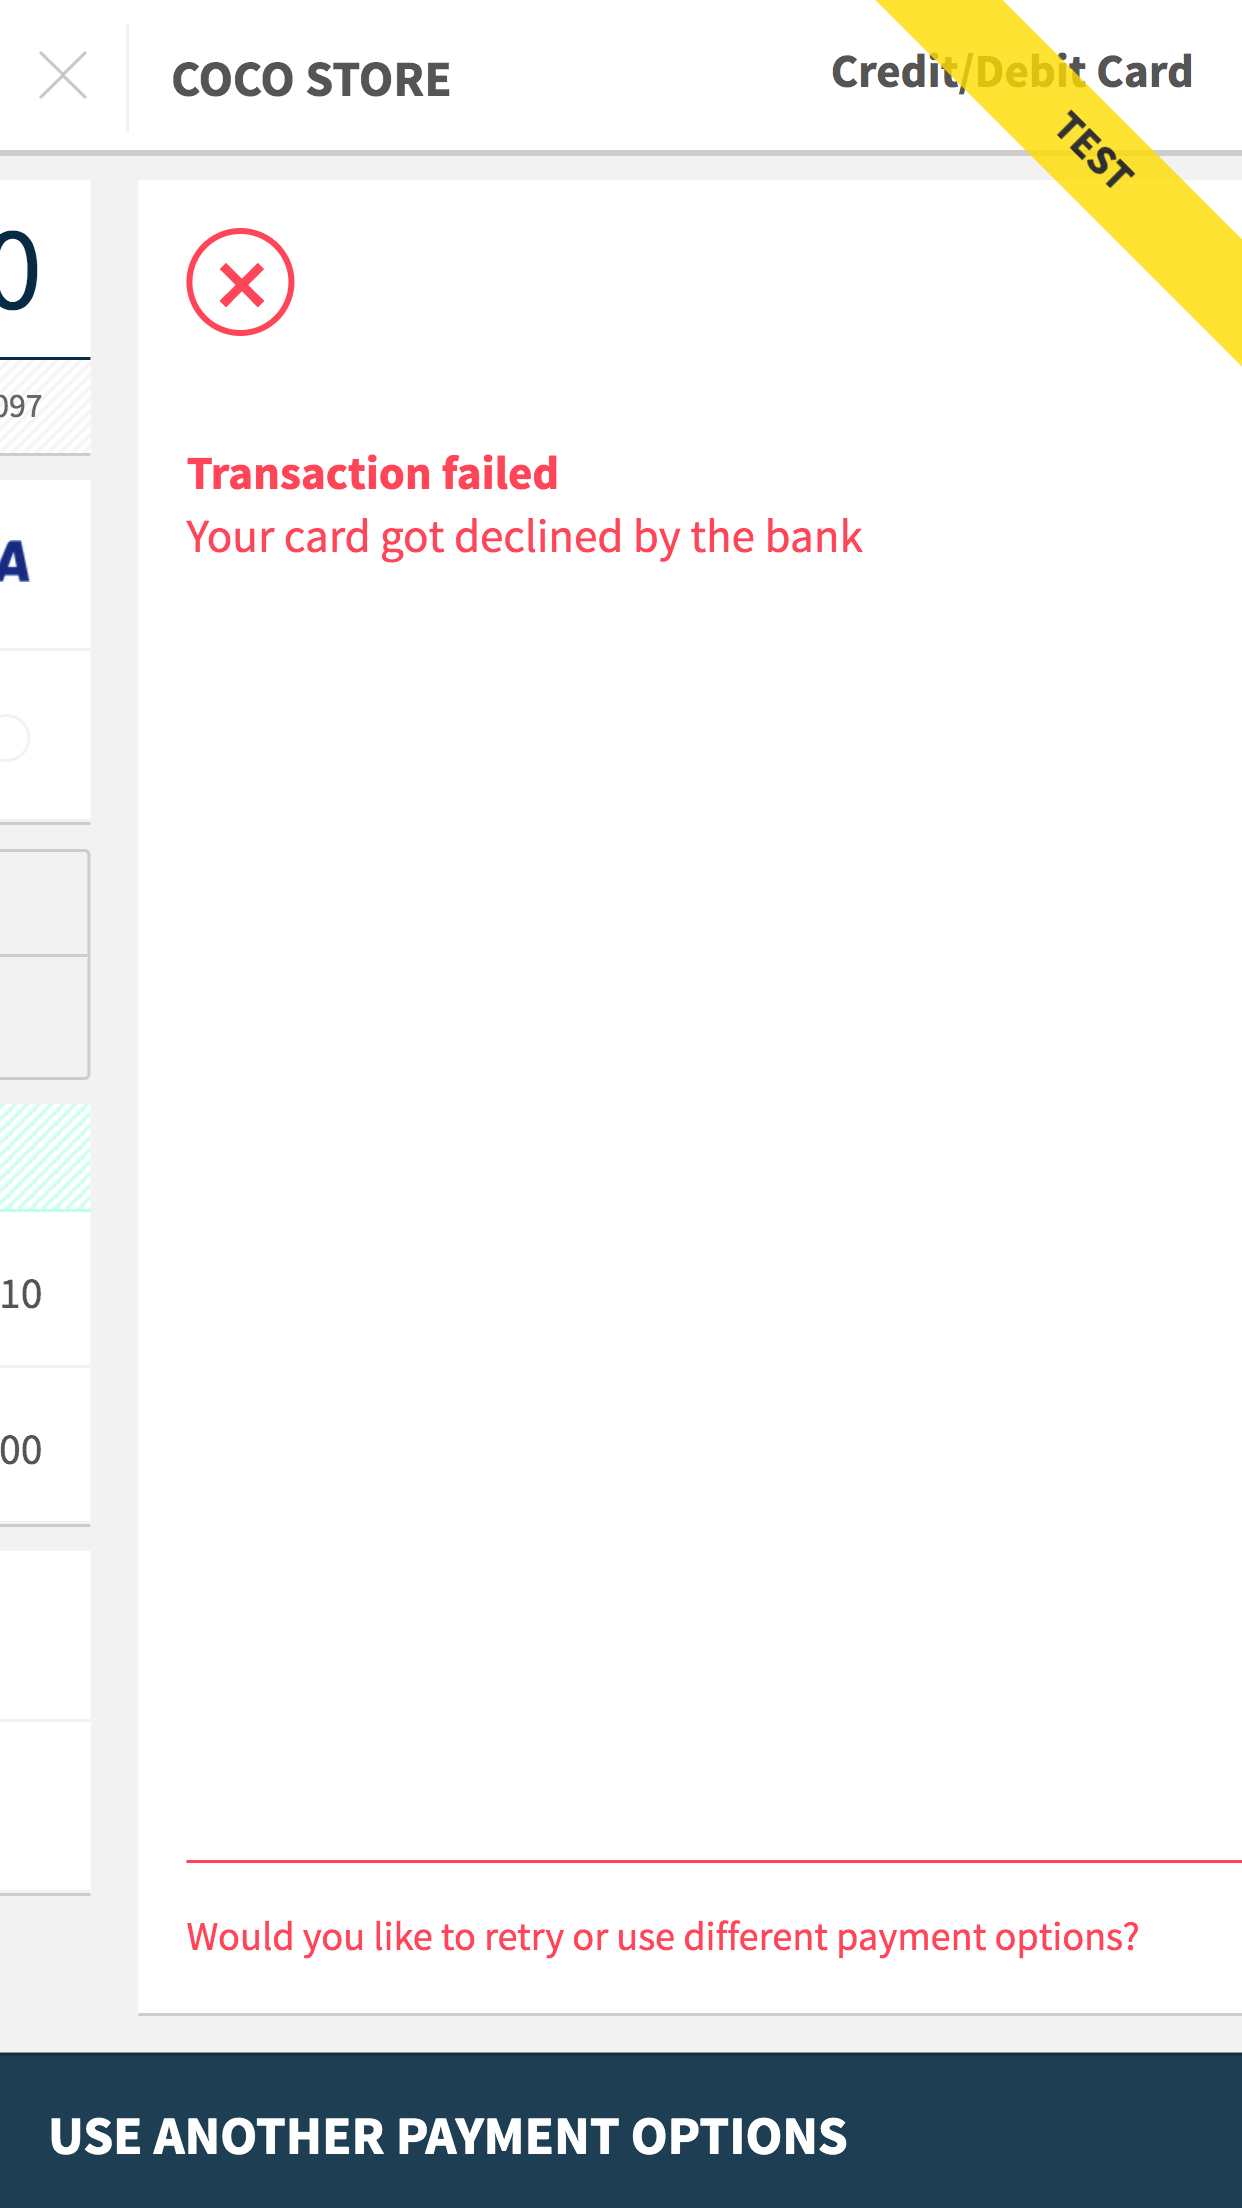 COCO STORE
Credit/Debit Card
TEST
097
Transaction failed
Your card got declined by the bank
10
00
Would you like to retry or use different payment options?
USE ANOTHER PAYMENT OPTIONS